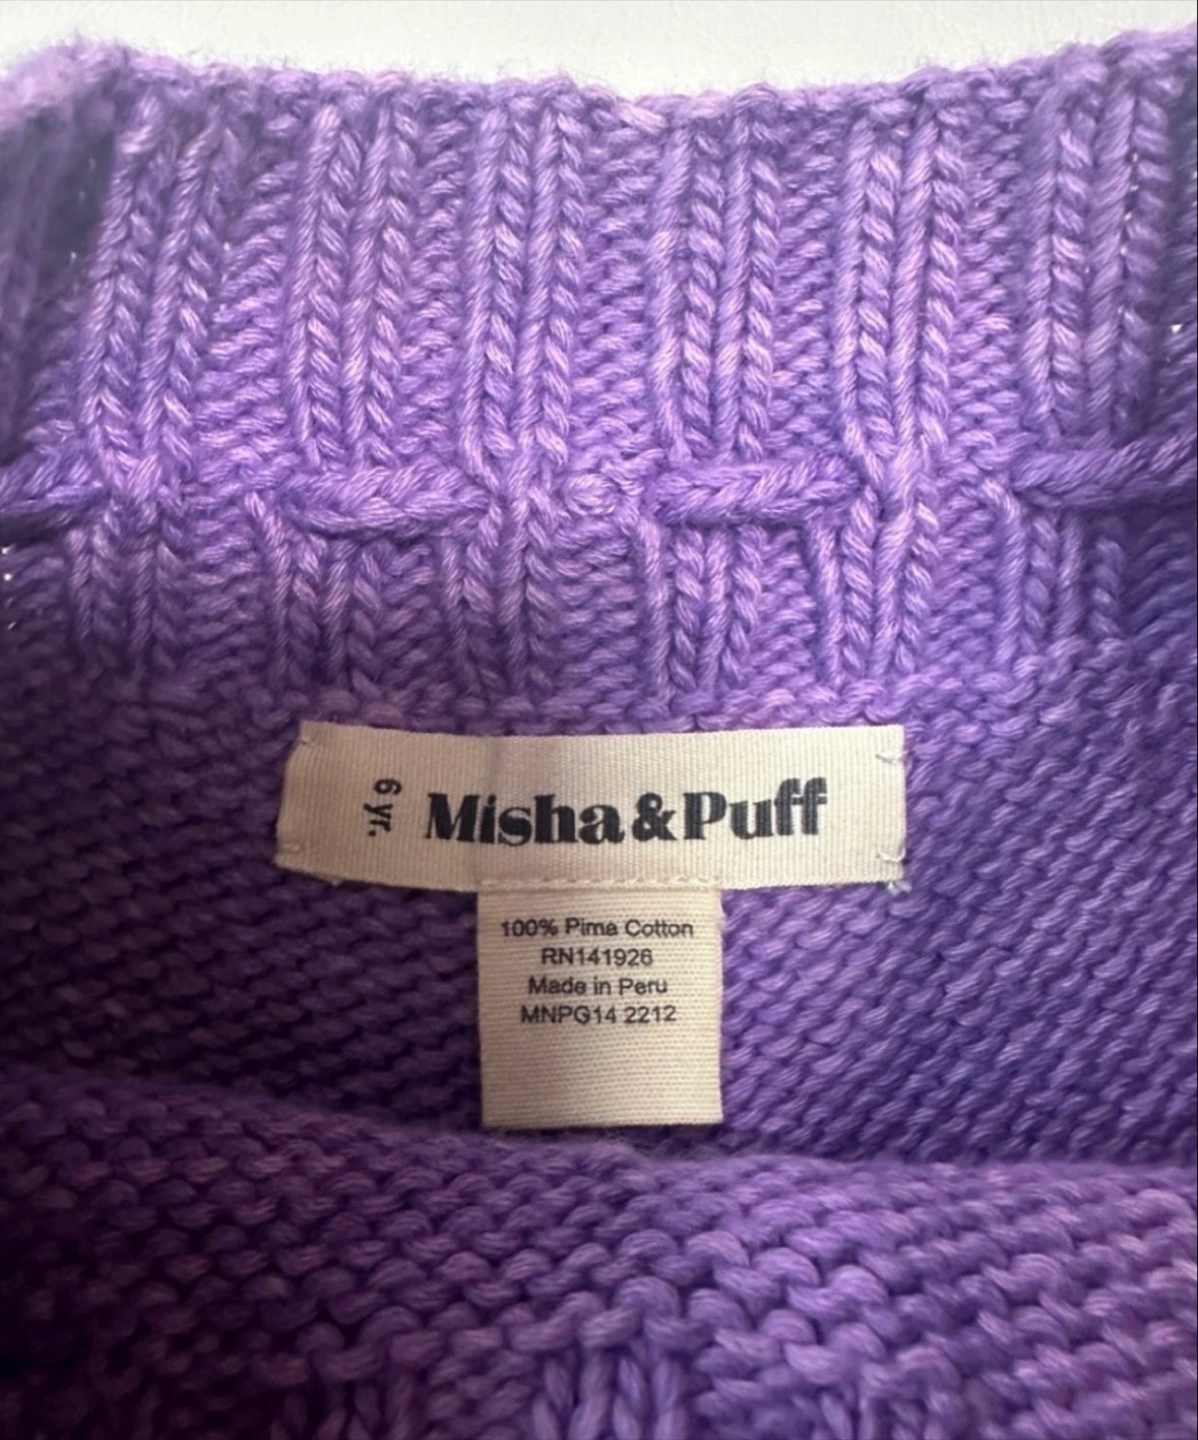 6 yr.
Misha & Puff
100% Pima Cotton
RN141926
Made in Peru
MNPG14 2212